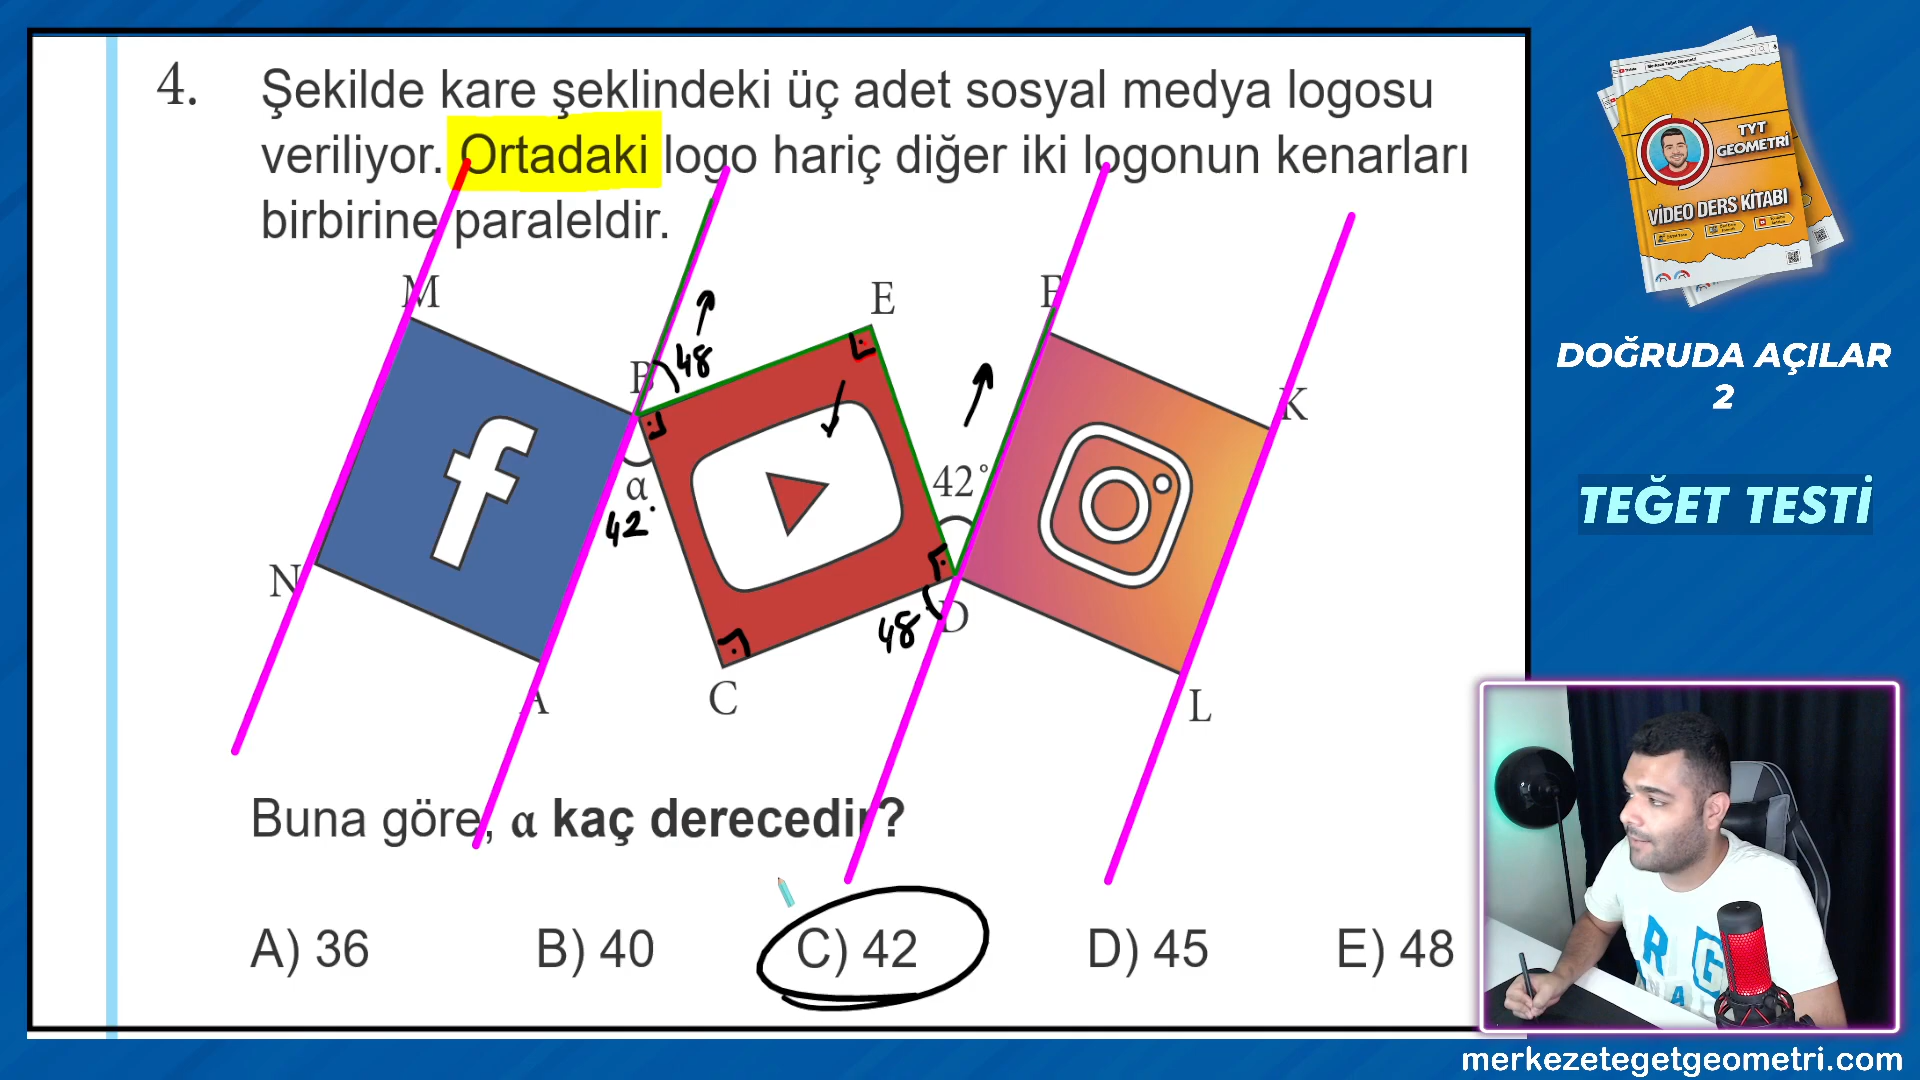 4. Şekilde kare şeklindeki üç adet sosyal medya logosu
veriliyor. Ortadaki logo hariç diğer iki logonun kenarları
birbirine paraleldir.
M
E
F
B
48
K
f
α
42°
42°
N
D
48
A
C
L
Buna göre, α kaç derecedir?
A) 36 B) 40 C) 42 D) 45 E) 48
TYT
GEOMETRİ
VİDEO DERS KİTABI
DOĞRUDA AÇILAR
2
TEĞET TESTİ
merkezetegetgeometri.com